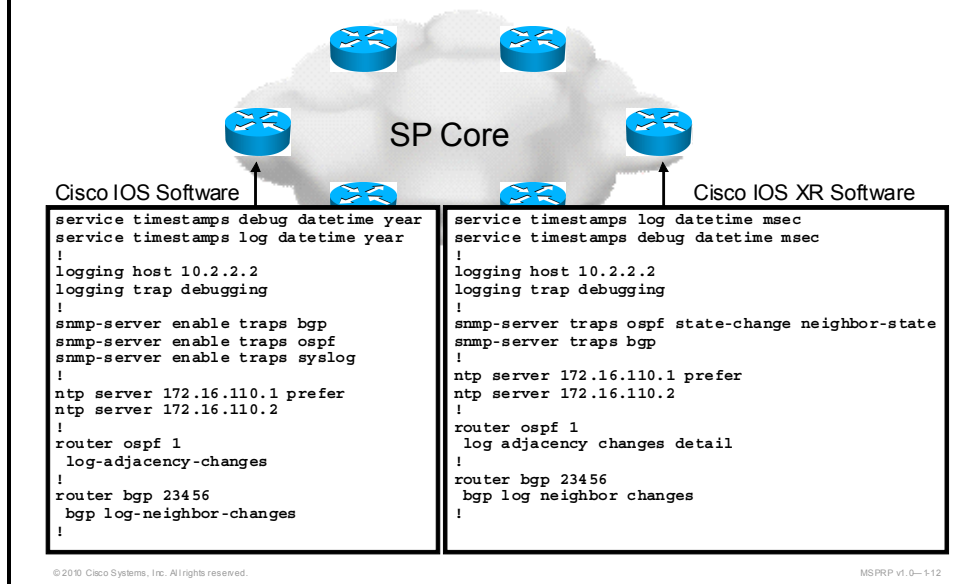 SP Core
Cisco IOS Software
Cisco IOS XR Software
service timestamps debug datetime year
service timestamps log datetime year
!
logging host 10.2.2.2
logging trap debugging
!
snmp-server enable traps bgp
snmp-server enable traps ospf
snmp-server enable traps syslog
!
ntp server 172.16.110.1 prefer
ntp server 172.16.110.2
!
router ospf 1
 log-adjacency-changes
!
router bgp 23456
 bgp log-neighbor-changes
!
service timestamps log datetime msec
service timestamps debug datetime msec
!
logging host 10.2.2.2
logging trap debugging
!
snmp-server traps ospf state-change neighbor-state
snmp-server traps bgp
!
ntp server 172.16.110.1 prefer
ntp server 172.16.110.2
!
router ospf 1
 log adjacency changes detail
!
router bgp 23456
 bgp log neighbor changes
!
© 2010 Cisco Systems, Inc. All rights reserved.
MSPRP v1.0—1-12